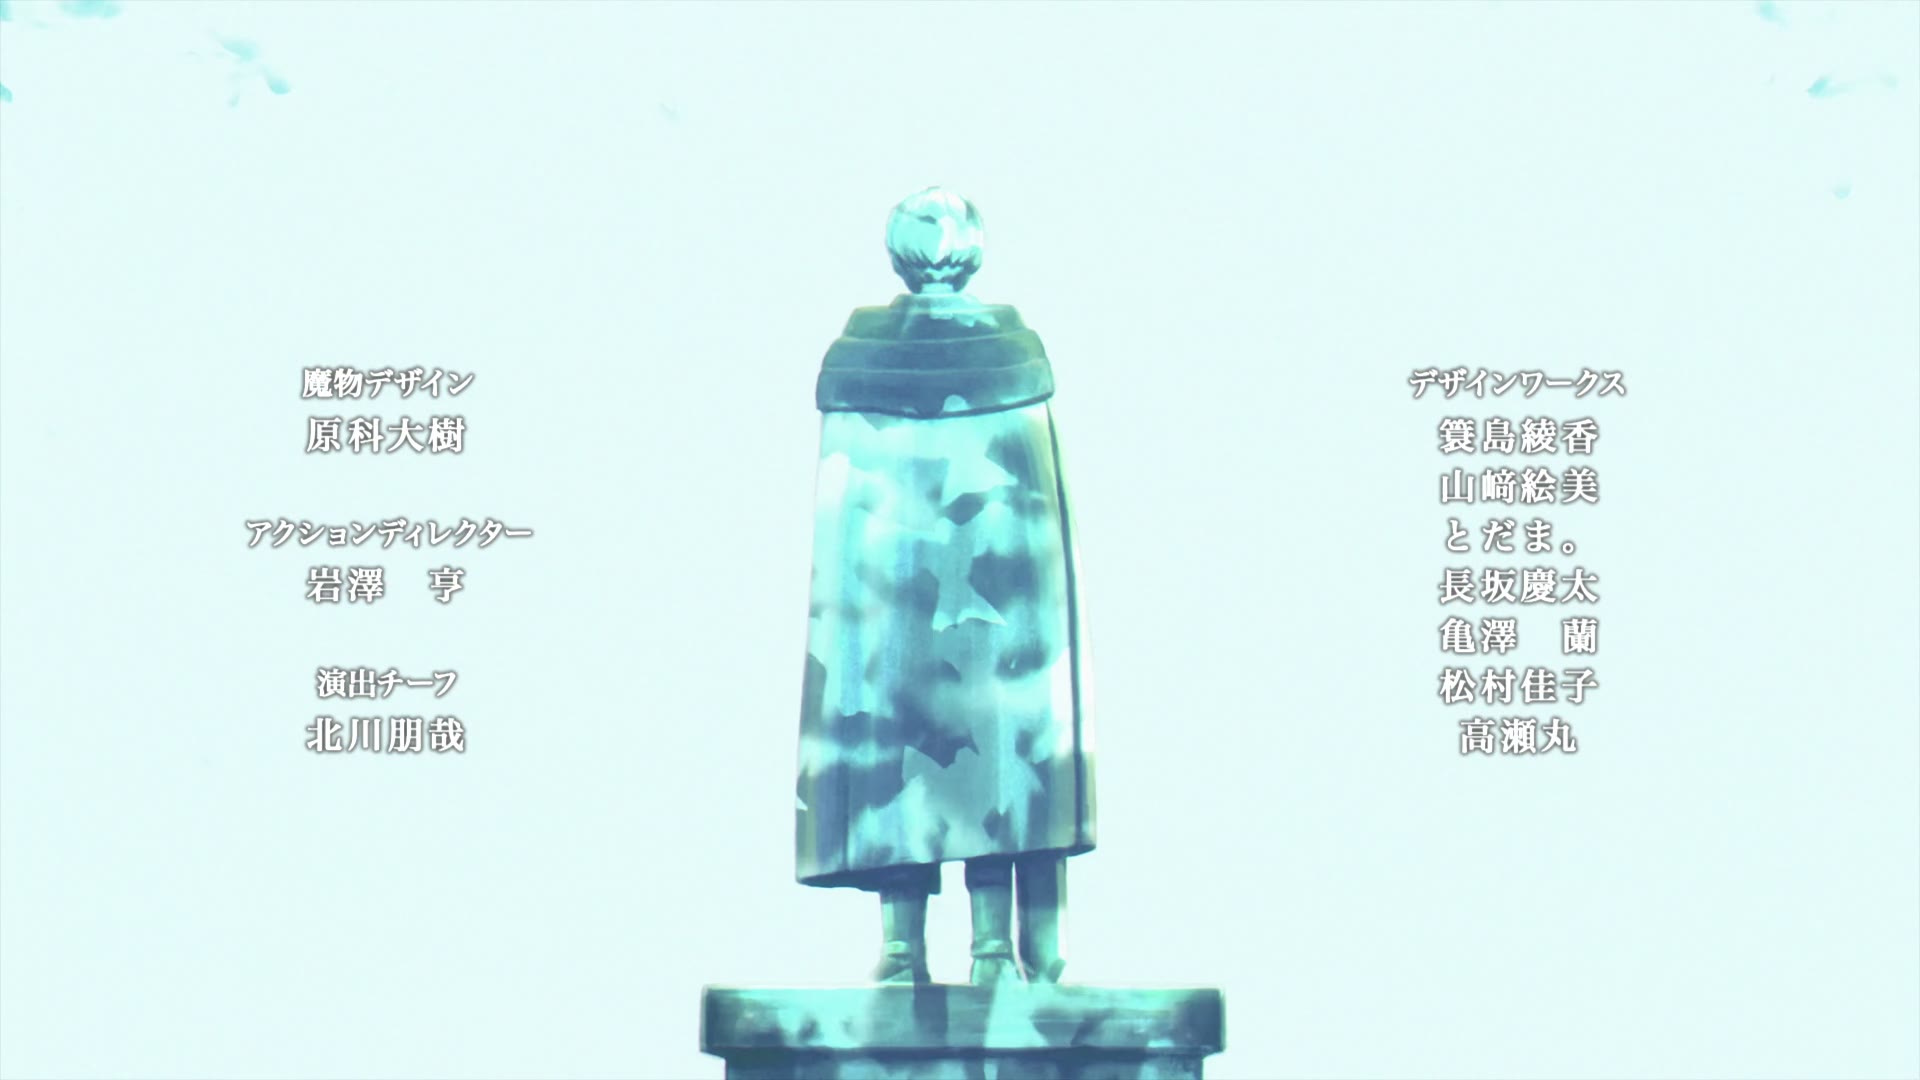 魔物デザイン
原科大樹
アクションディレクター
岩澤　亨
演出チーフ
北川朋哉
デザインワークス
簑島綾香
山﨑絵美
とだま。
長坂慶太
亀澤　蘭
松村佳子
高瀬丸